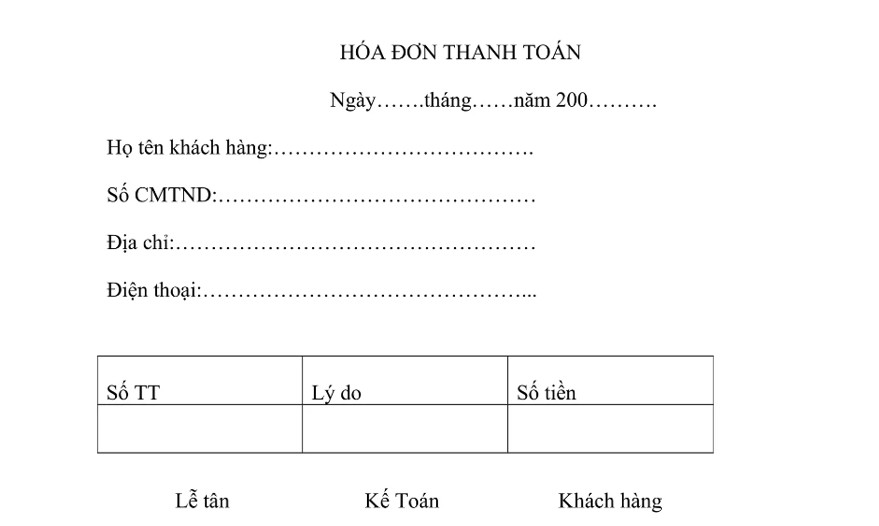 HÓA ĐƠN THANH TOÁN
Ngày…….tháng……năm 200……….
Họ tên khách hàng:……………………………….
Số CMTND:………………………………………
Địa chỉ:……………………………………………
Điện thoại:………………………………………...
Số TT Lý do Số tiền
Lễ tân Kế Toán Khách hàng